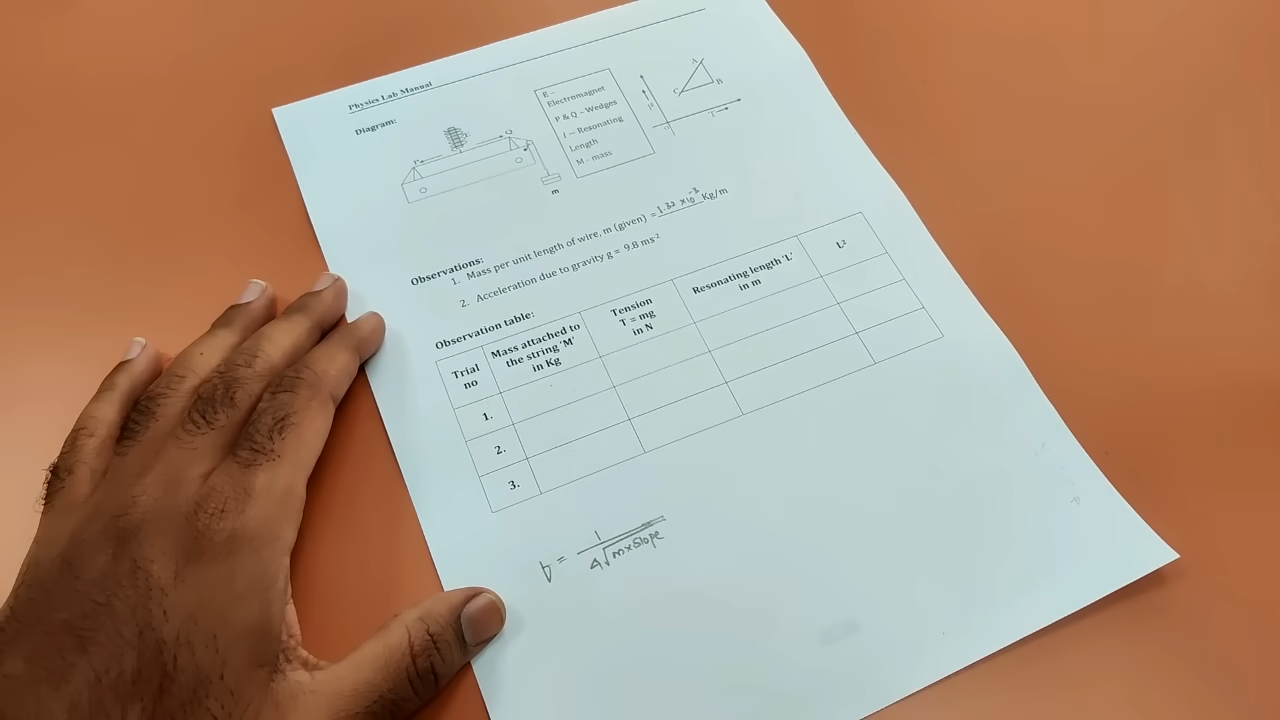 Physics Lab Manual
Diagram:
P
Q
m
E –
Electromagnet
P & Q – Wedges
l – Resonating
Length
M - mass
A
B
C
l²
T
Observations:
1. Mass per unit length of wire, m (given) = 1.32 ×10⁻³ Kg/m
2. Acceleration due to gravity g = 9.8 ms⁻²
Observation table:
Trial no
Mass attached to the string 'M' in Kg
Tension T = mg in N
Resonating length 'L' in m
L²
1.
2.
3.
ν = 1 / 4√m×slope